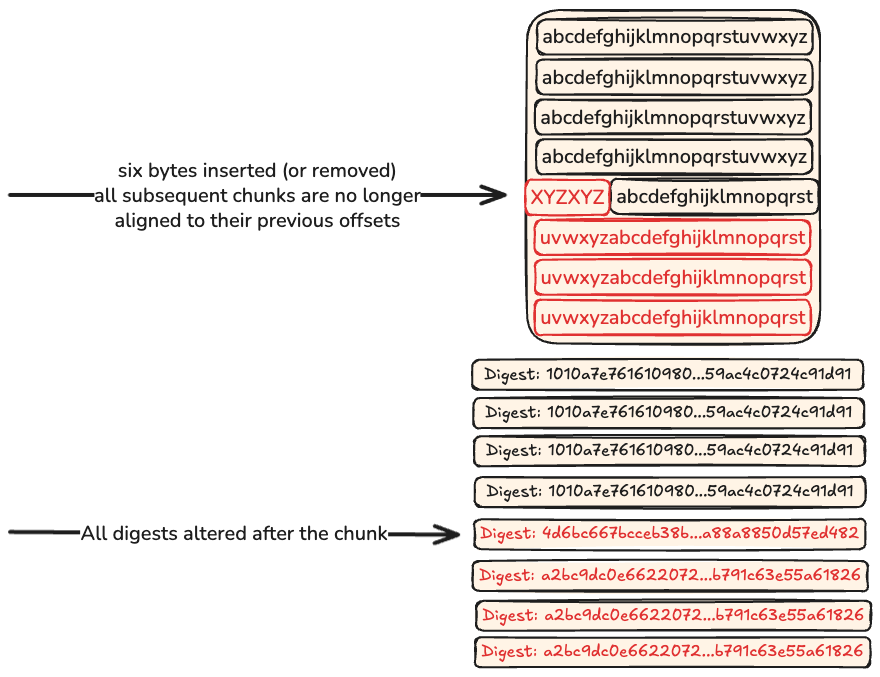 abcdefghijklmnopqrstuvwxyz
abcdefghijklmnopqrstuvwxyz
abcdefghijklmnopqrstuvwxyz
abcdefghijklmnopqrstuvwxyz
six bytes inserted (or removed)
all subsequent chunks are no longer
aligned to their previous offsets
XYZXYZ abcdefghijklmnopqrst
uvwxyzabcdefghijklmnopqrst
uvwxyzabcdefghijklmnopqrst
uvwxyzabcdefghijklmnopqrst
Digest: 1010a7e761610980...59ac4c0724c91d91
Digest: 1010a7e761610980...59ac4c0724c91d91
Digest: 1010a7e761610980...59ac4c0724c91d91
Digest: 1010a7e761610980...59ac4c0724c91d91
All digests altered after the chunk
Digest: 4d6bc667bcceb38b...a88a8850d57ed482
Digest: a2bc9dc0e6622072...b791c63e55a61826
Digest: a2bc9dc0e6622072...b791c63e55a61826
Digest: a2bc9dc0e6622072...b791c63e55a61826